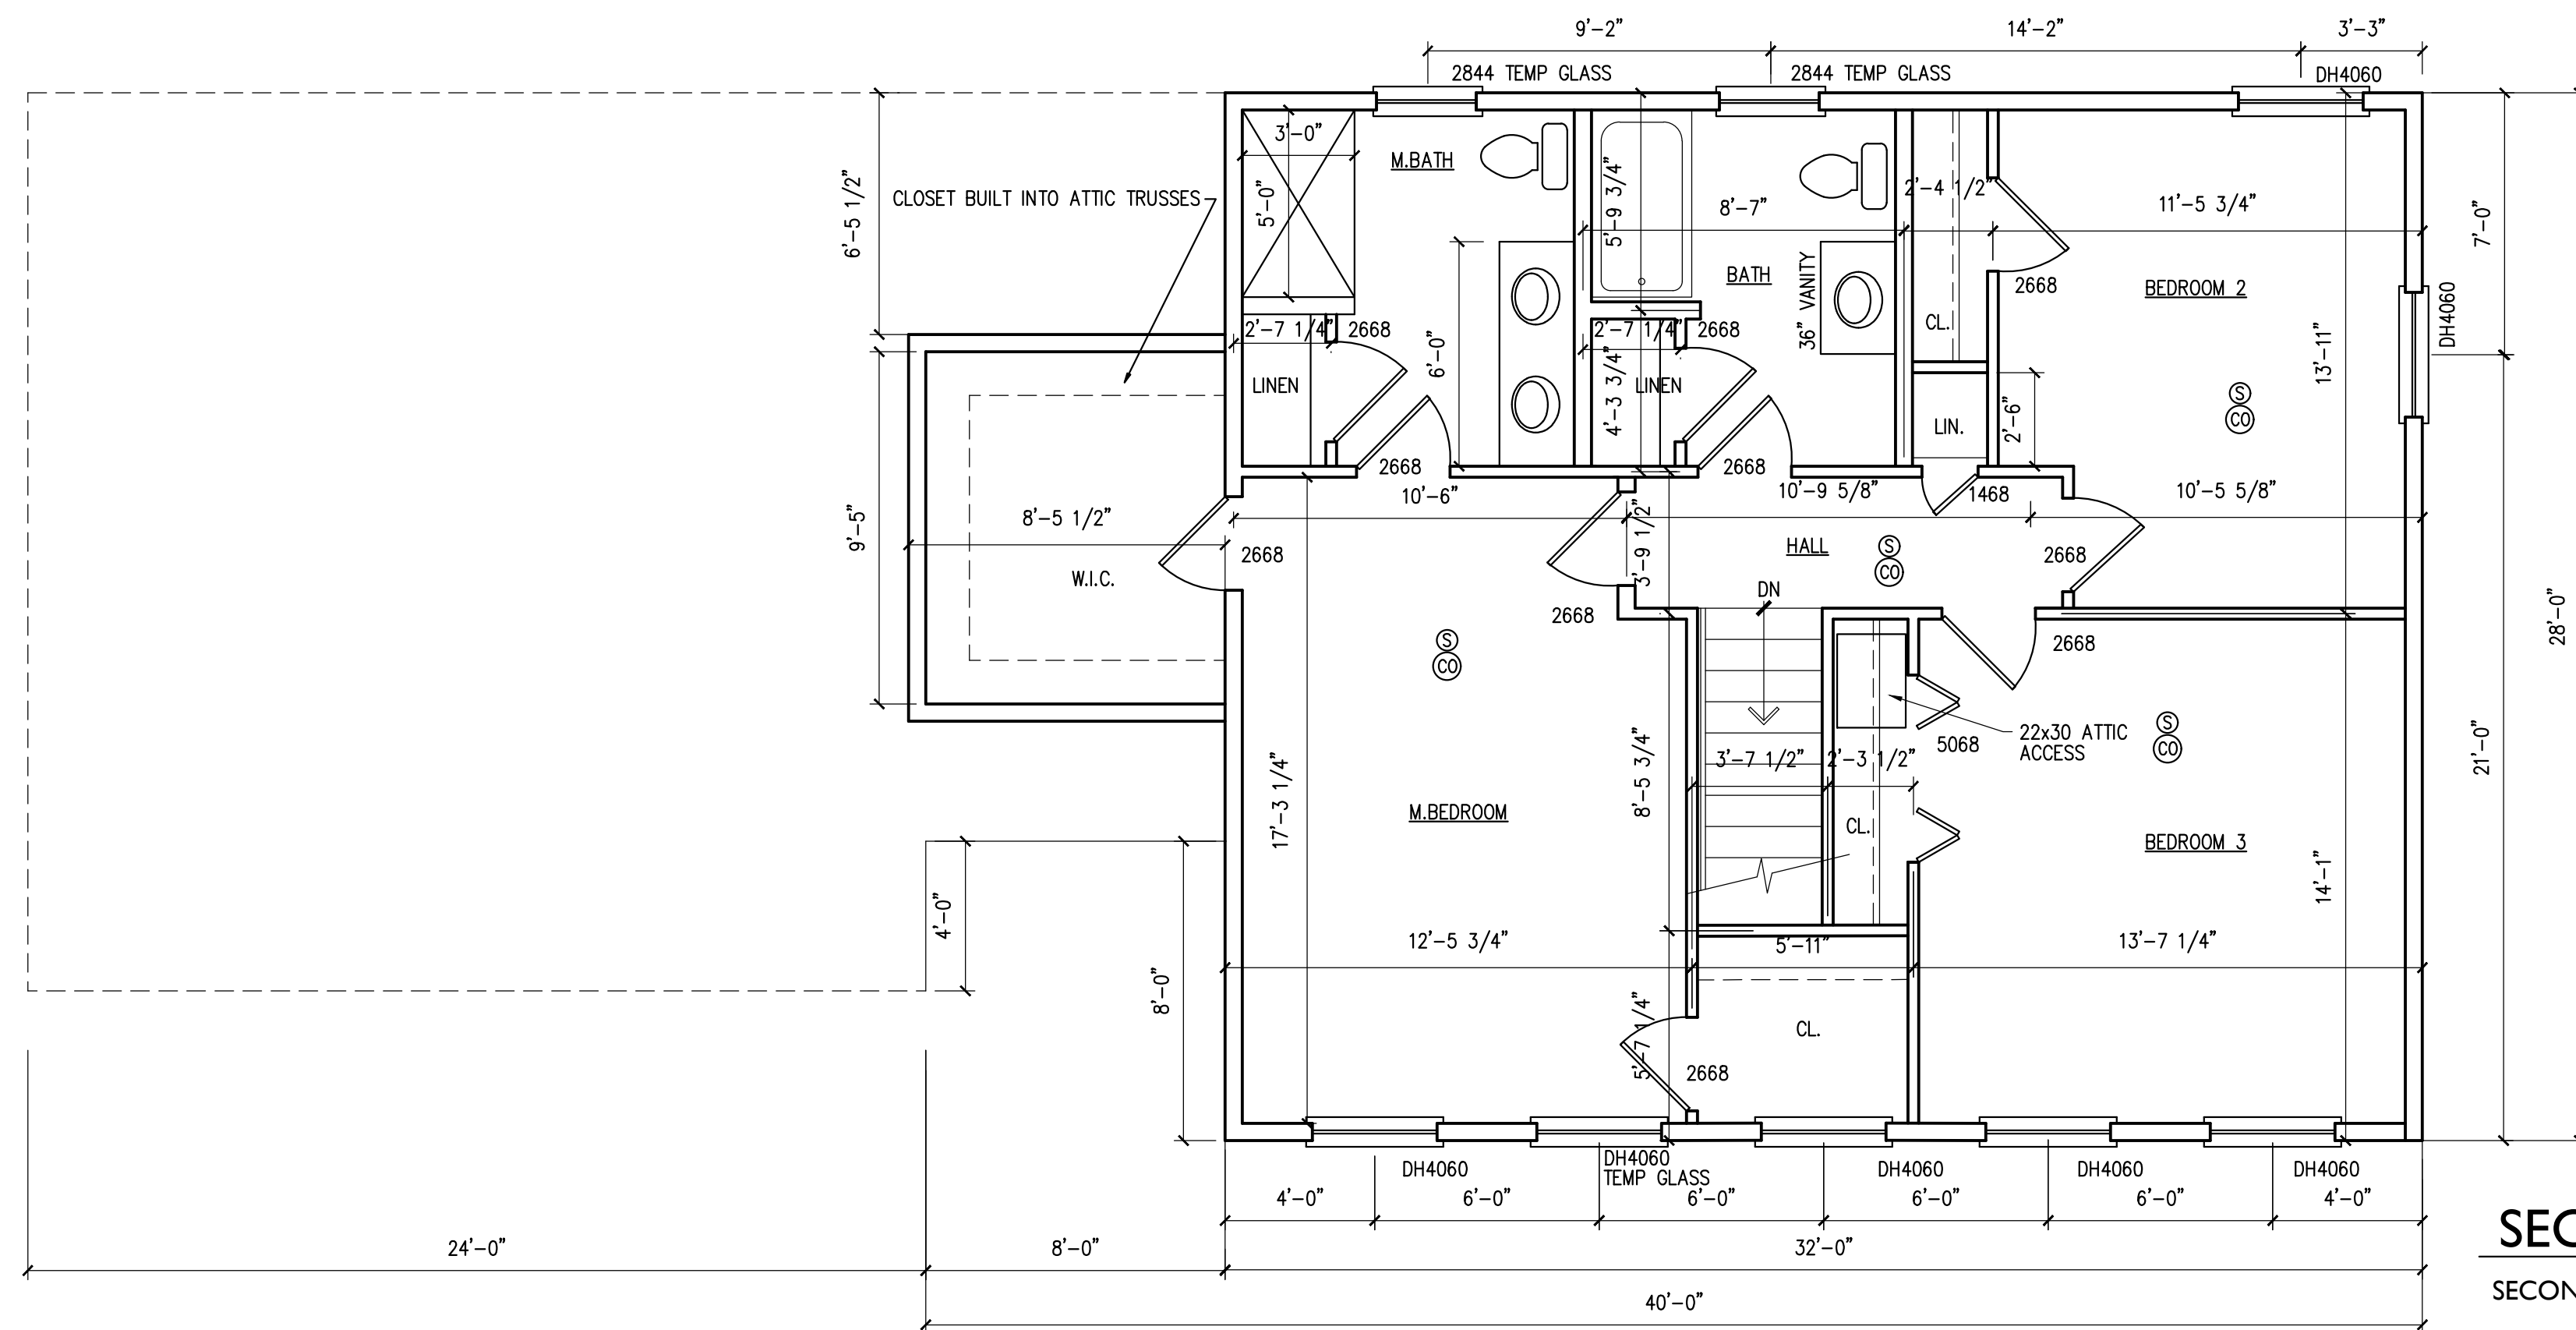 9'-2"
14'-2"
3'-3"
2844 TEMP GLASS
2844 TEMP GLASS
DH4060
3'-0"
M.BATH
5'-9 3/4"
6'-5 1/2"
CLOSET BUILT INTO ATTIC TRUSSES
5'-0"
8'-7"
2'-4 1/2"
11'-5 3/4"
7'-0"
BATH
36" VANITY
2668
BEDROOM 2
DH4060
2'-7 1/4"
2668
6'-0"
2'-7 1/4"
2668
CL.
13'-11"
LINEN
4'-3 3/4"
LINEN
S
CO
LIN.
2'-6"
2668
2668
10'-6"
10'-9 5/8"
1468
10'-5 5/8"
9'-5"
8'-5 1/2"
2668
3'-9 1/2"
HALL
S
CO
2668
W.I.C.
DN
28'-0"
2668
S
CO
2668
S
CO
22x30 ATTIC
ACCESS
5068
21'-0"
17'-3 1/4"
8'-5 3/4"
3'-7 1/2"
2'-3 1/2"
M.BEDROOM
CL.
BEDROOM 3
14'-1"
4'-0"
12'-5 3/4"
5'-11"
13'-7 1/4"
8'-0"
5'-7 1/4"
CL.
2668
DH4060
DH4060
TEMP GLASS
DH4060
DH4060
DH4060
4'-0"
6'-0"
6'-0"
6'-0"
6'-0"
4'-0"
SEC
24'-0"
8'-0"
32'-0"
SECON
40'-0"